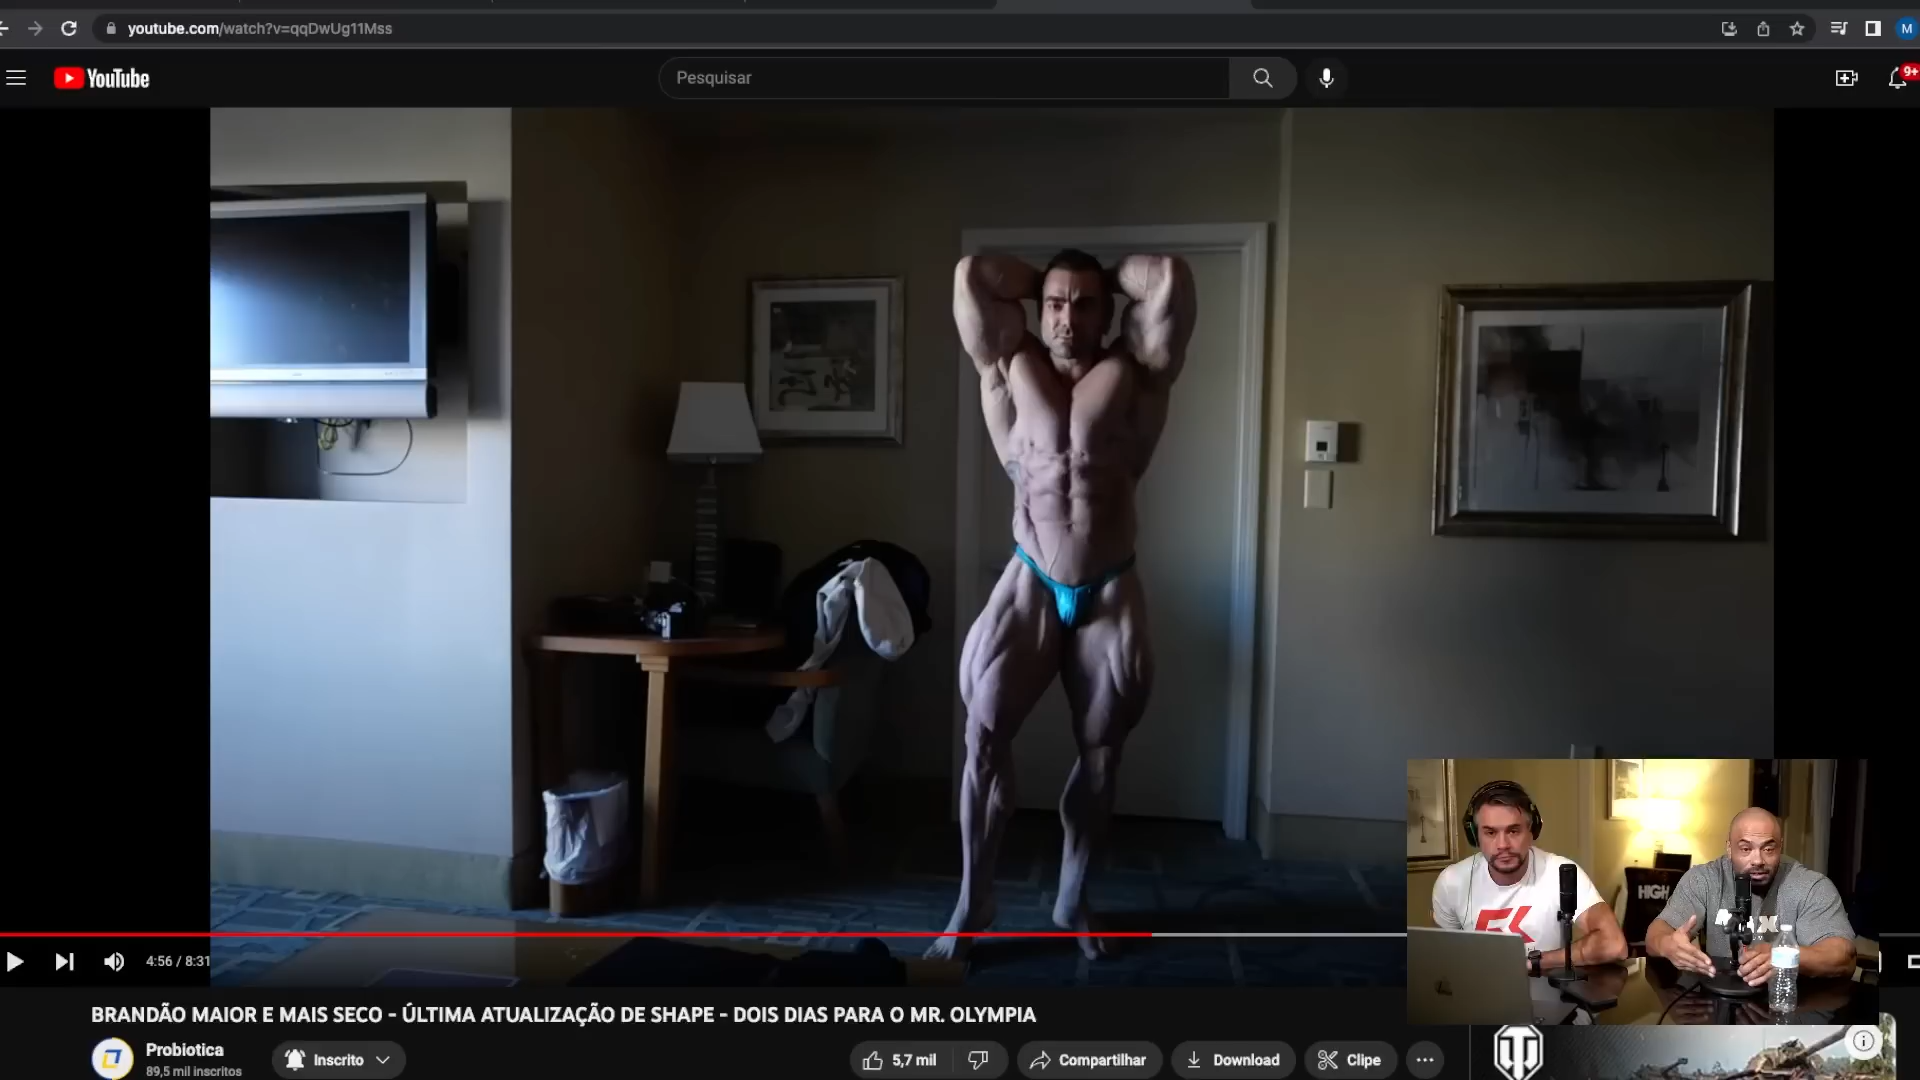 youtube.com/watch?v=qqDwUg11Mss
M
YouTube
Pesquisar
9+
HIGH
4:56 / 8:31
BRANDÃO MAIOR E MAIS SECO - ÚLTIMA ATUALIZAÇÃO DE SHAPE - DOIS DIAS PARA O MR. OLYMPIA
Probiotica
89,5 mil inscritos
Inscrito
5,7 mil
Compartilhar
Download
Clipe